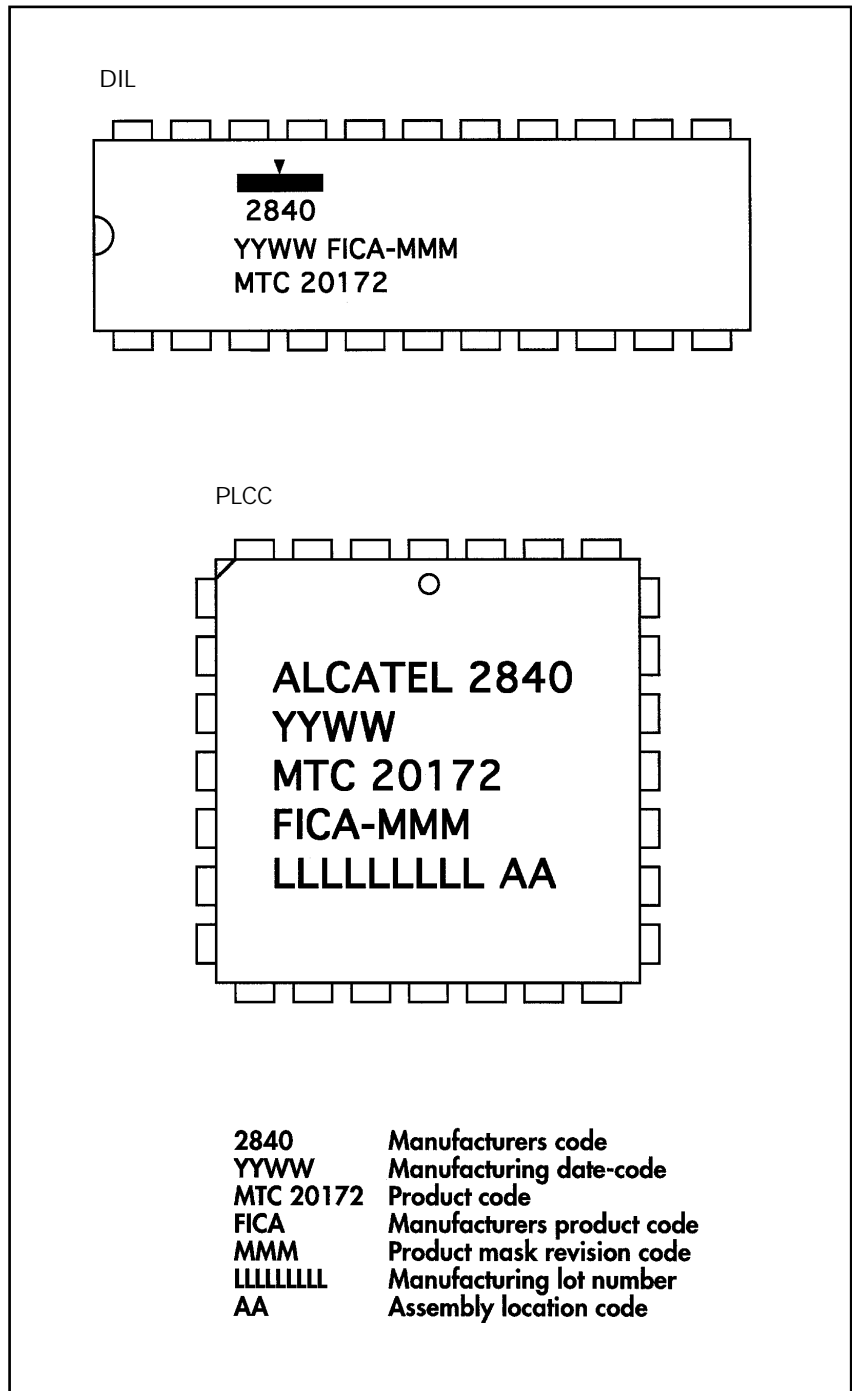 DIL
2840
YYWW FICA-MMM
MTC 20172
PLCC
ALCATEL 2840
YYWW
MTC 20172
FICA-MMM
LLLLLLLLL AA
2840 Manufacturers code
YYWW Manufacturing date-code
MTC 20172 Product code
FICA Manufacturers product code
MMM Product mask revision code
LLLLLLLLL Manufacturing lot number
AA Assembly location code